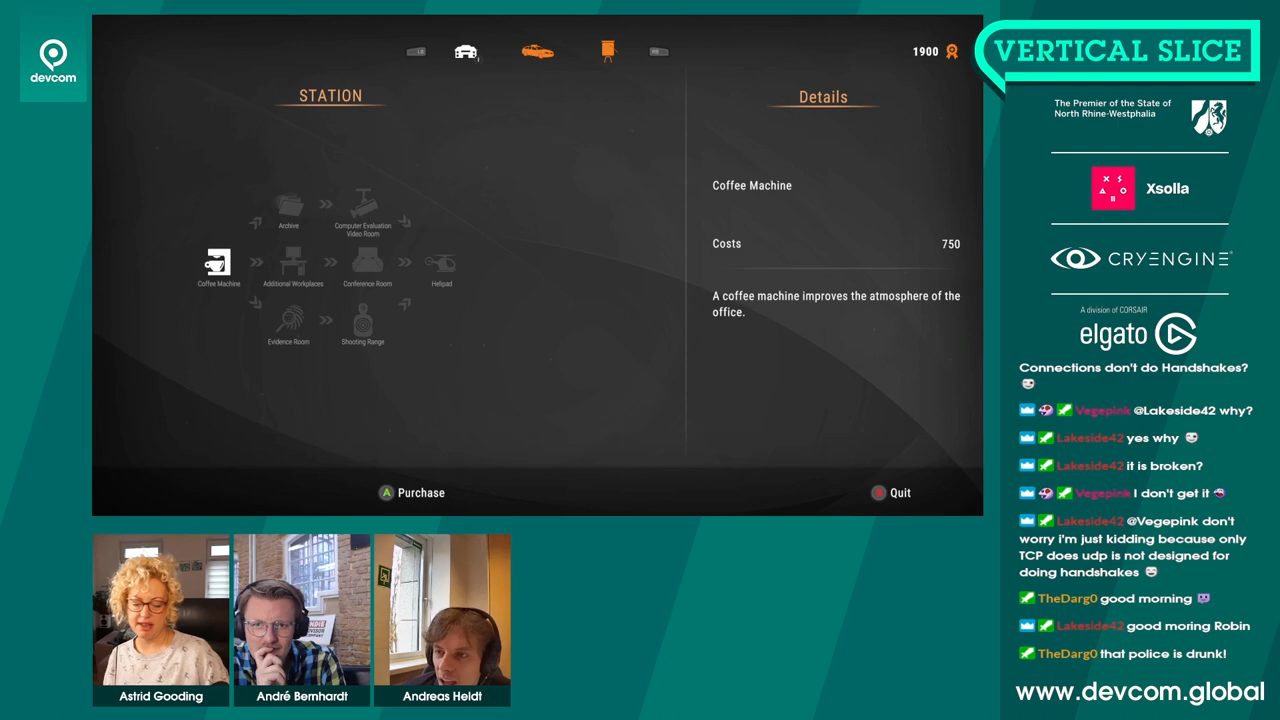 devcom
LB
RB
1900
STATION
Archive
Computer Evaluation
Video Room
Coffee Machine
Additional Workplaces
Conference Room
Helipad
Evidence Room
Shooting Range
Details
Coffee Machine
Costs 750
A coffee machine improves the atmosphere of the
office.
A Purchase
Quit
Astrid Gooding
André Bernhardt
Andreas Heldt
VERTICAL SLICE
The Premier of the State of
North Rhine-Westphalia
Xsolla
CRYENGINE®
A division of CORSAIR
elgato
Connections don't do Handshakes?
Vegepink @Lakeside42 why?
Lakeside42 yes why
Lakeside42 it is broken?
Vegepink I don't get it
Lakeside42 @Vegepink don't
worry i'm just kidding because only
TCP does udp is not designed for
doing handshakes
TheDarg0 good morning
Lakeside42 good moring Robin
TheDarg0 that police is drunk!
www.devcom.global